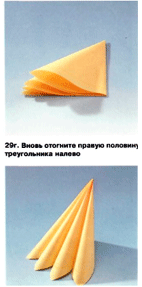 29г. Вновь отогните правую половину
треугольника налево